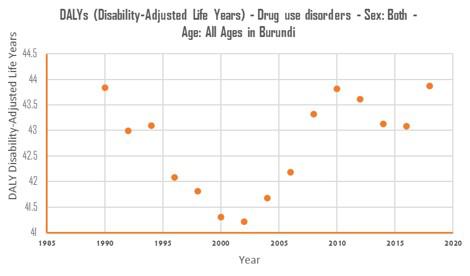 DALYs (Disability-Adjusted Life Years) - Drug use disorders - Sex: Both -
Age: All Ages in Burundi
DALY Disability-Adjusted Life Years
44.5
44
43.5
43
42.5
42
41.5
41
1985 1990 1995 2000 2005 2010 2015 2020
Year